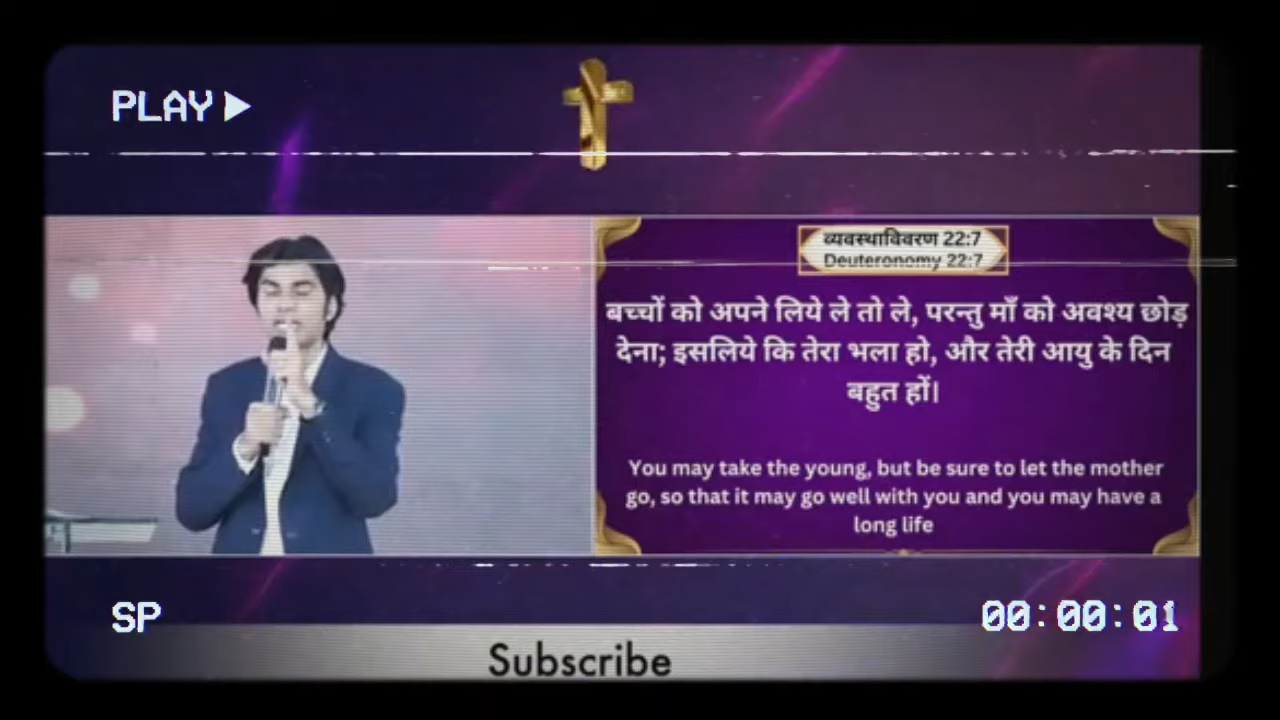 PLAY
व्यवस्थाविवरण 22:7
Deuteronomy 22:7
बच्चों को अपने लिये ले तो ले, परन्तु माँ को अवश्य छोड़
देना; इसलिये कि तेरा भला हो, और तेरी आयु के दिन
बहुत हों।
You may take the young, but be sure to let the mother
go, so that it may go well with you and you may have a
long life
SP
00:00:01
Subscribe